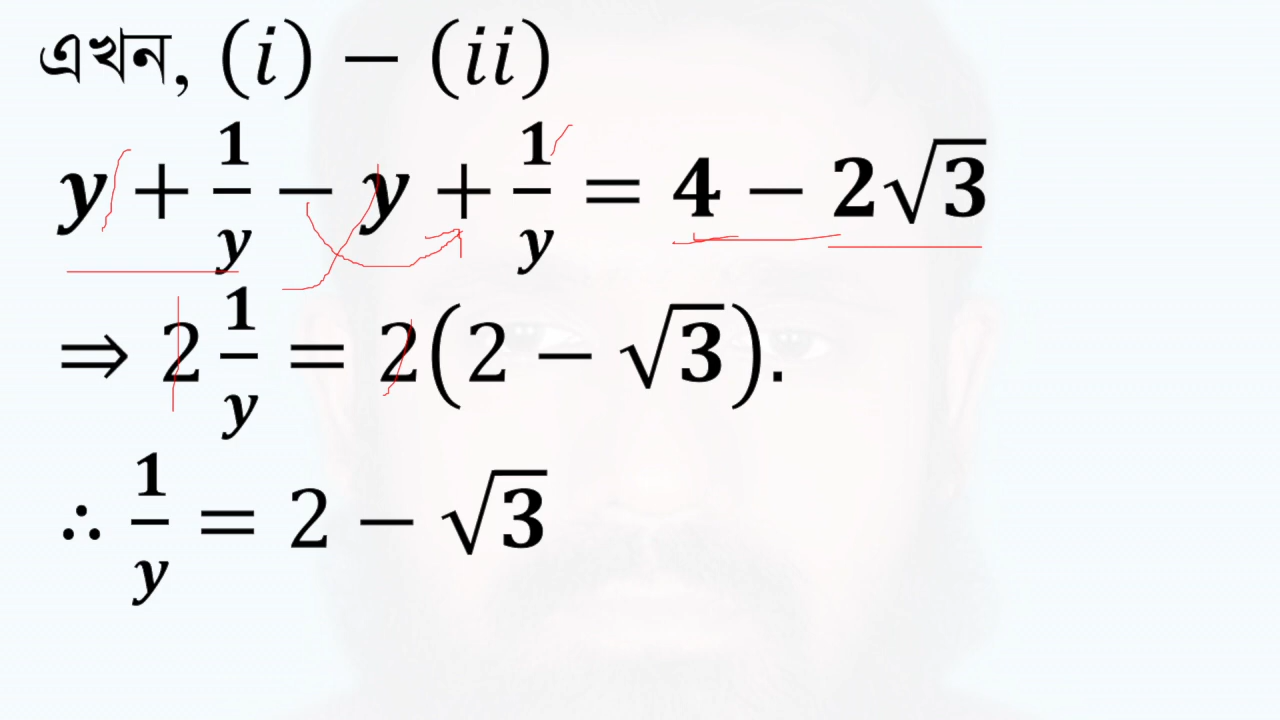 এখন, (i) − (ii)
y + 1/y − y + 1/y = 4 − 2√3
⇒ 2 1/y = 2(2 − √3).
∴ 1/y = 2 − √3